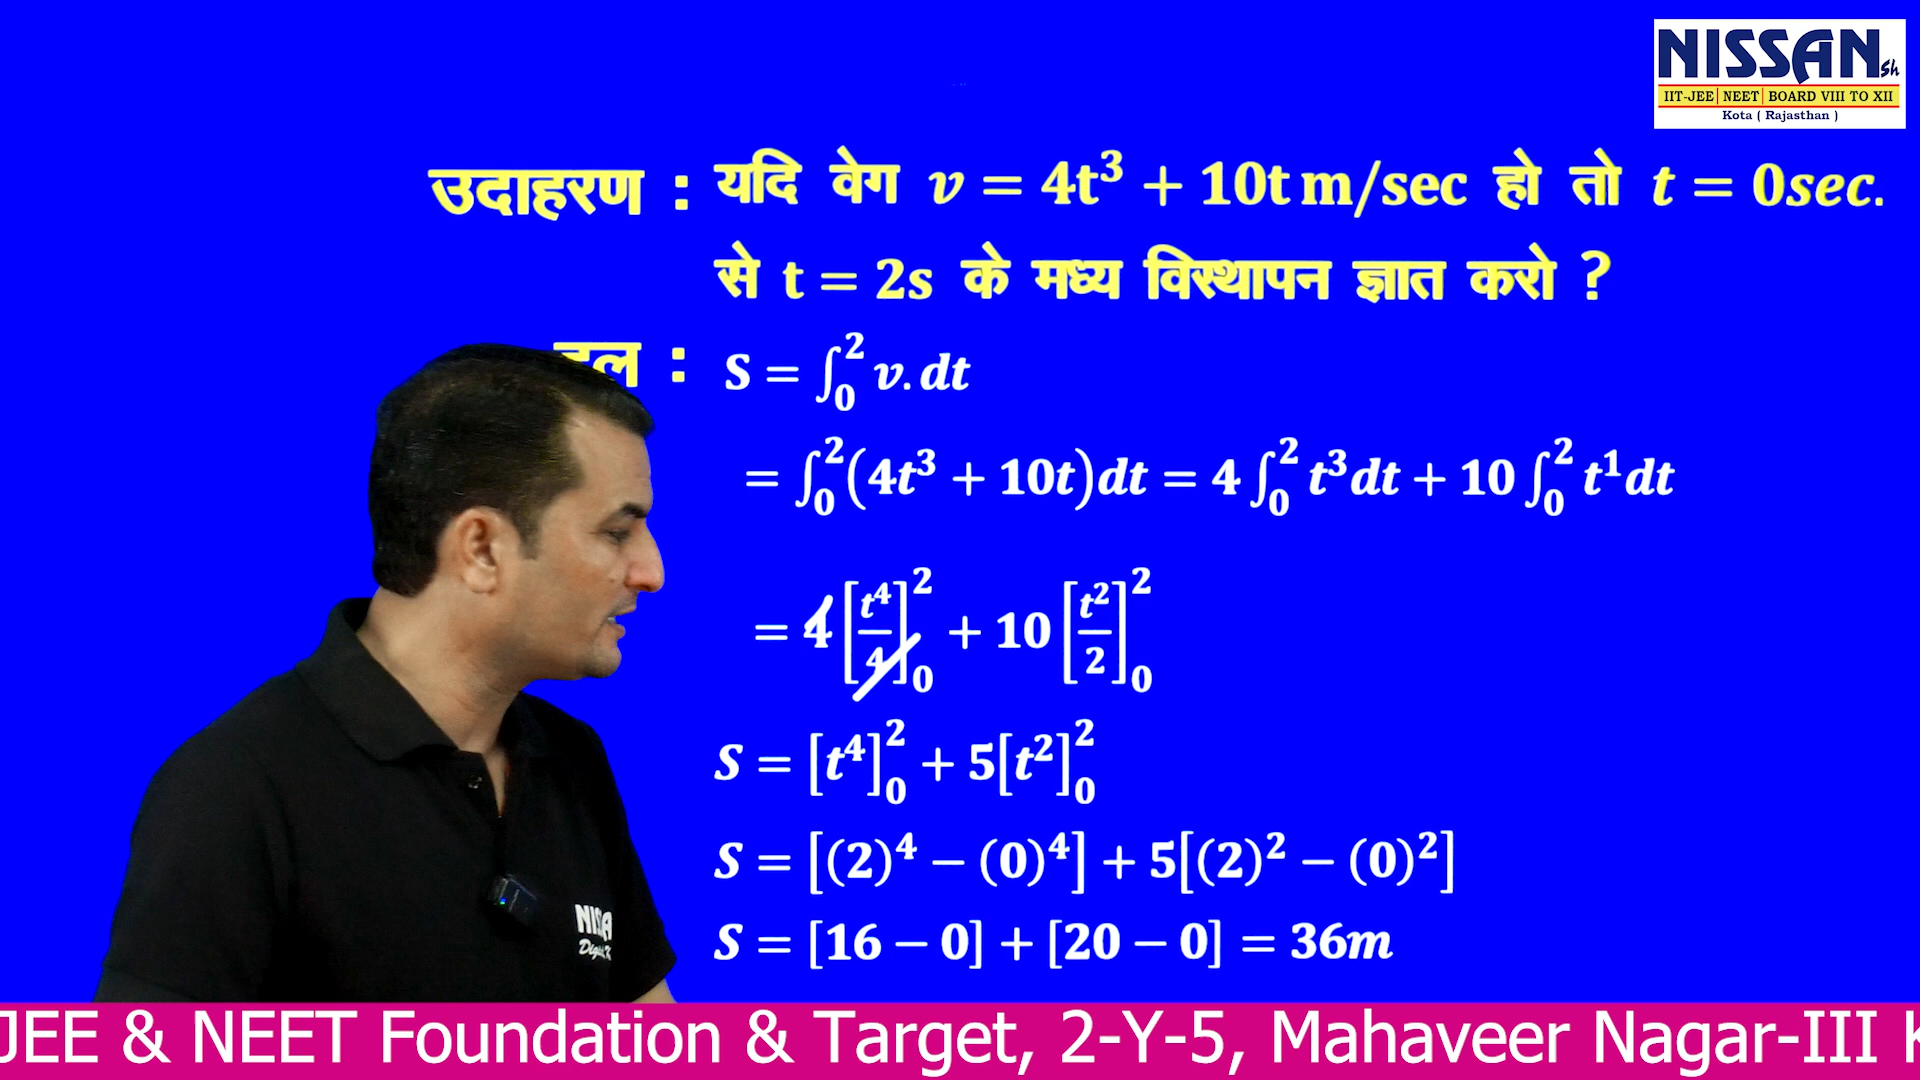 NISSAN sh
IIT-JEE | NEET | BOARD VIII TO XII
Kota ( Rajasthan )
उदाहरण : यदि वेग v = 4t³ + 10t m/sec हो तो t = 0sec.
से t = 2s के मध्य विस्थापन ज्ञात करो ?
हल : S = ∫₀² v. dt
= ∫₀² (4t³ + 10t)dt = 4 ∫₀² t³dt + 10 ∫₀² t¹dt
= 4 [t⁴/4]₀² + 10 [t²/2]₀²
S = [t⁴]₀² + 5[t²]₀²
S = [(2)⁴ − (0)⁴] + 5[(2)² − (0)²]
S = [16 − 0] + [20 − 0] = 36m
JEE & NEET Foundation & Target, 2-Y-5, Mahaveer Nagar-III